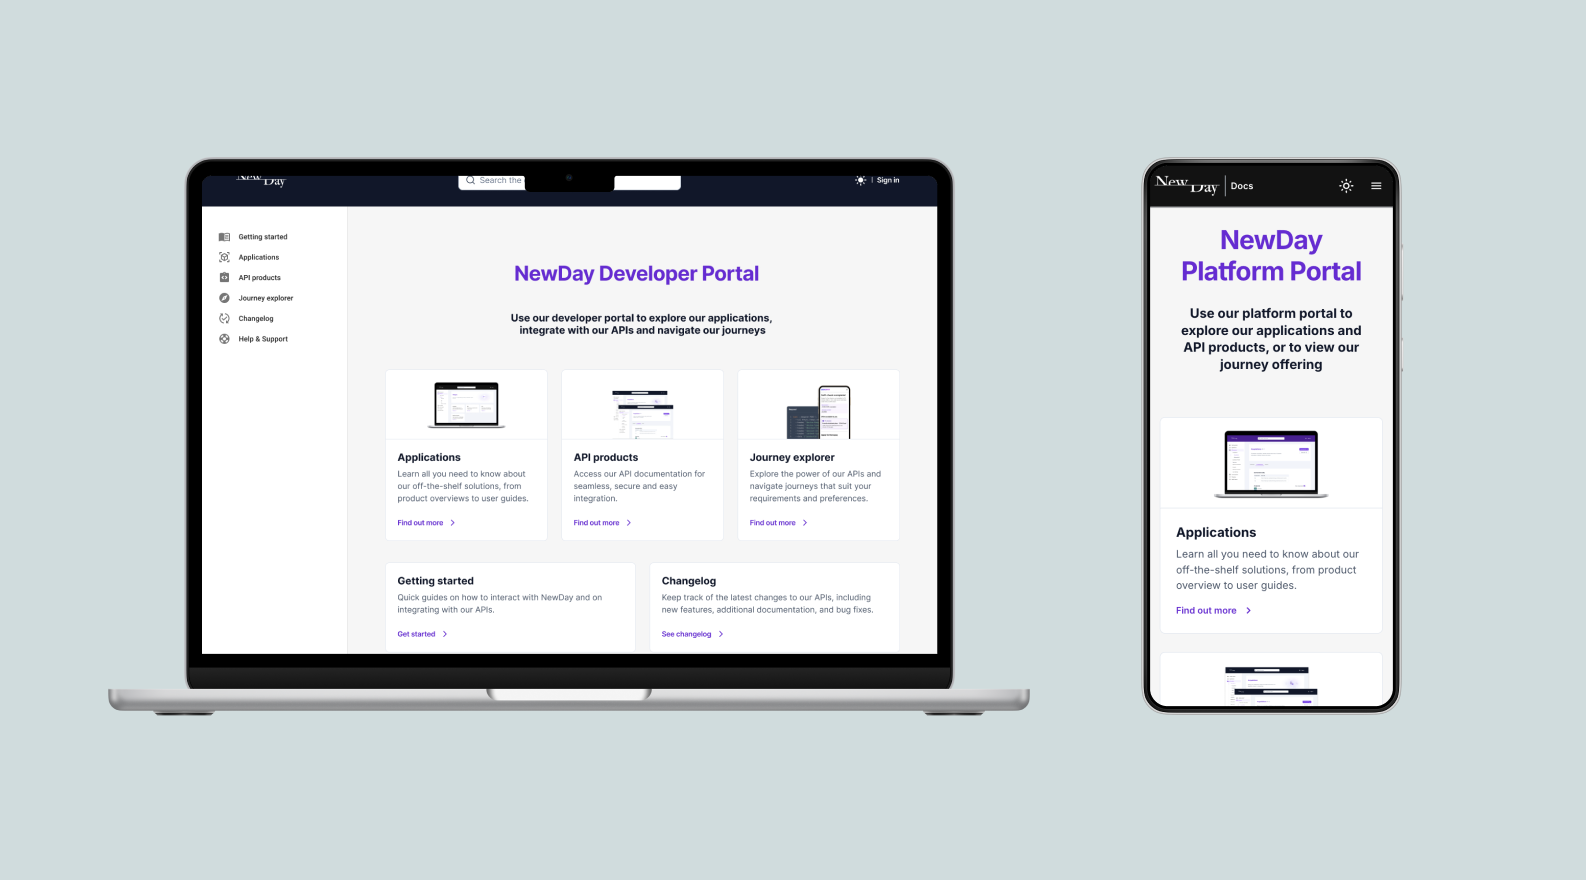 New Day
Search the
Sign in
Getting started
Applications
API products
Journey explorer
Changelog
Help & Support
NewDay Developer Portal
Use our developer portal to explore our applications,
integrate with our APIs and navigate our journeys
Applications
Learn all you need to know about
our off-the-shelf solutions, from
product overviews to user guides.
Find out more
API products
Access our API documentation for
seamless, secure and easy
integration.
Find out more
Journey explorer
Explore the power of our APIs and
navigate journeys that suit your
requirements and preferences.
Find out more
Getting started
Quick guides on how to interact with NewDay and on
integrating with our APIs.
Get started
Changelog
Keep track of the latest changes to our APIs, including
new features, additional documentation, and bug fixes.
See changelog
New Day
Docs
NewDay
Platform Portal
Use our platform portal to
explore our applications and
API products, or to view our
journey offering
Applications
Learn all you need to know about our
off-the-shelf solutions, from product
overview to user guides.
Find out more